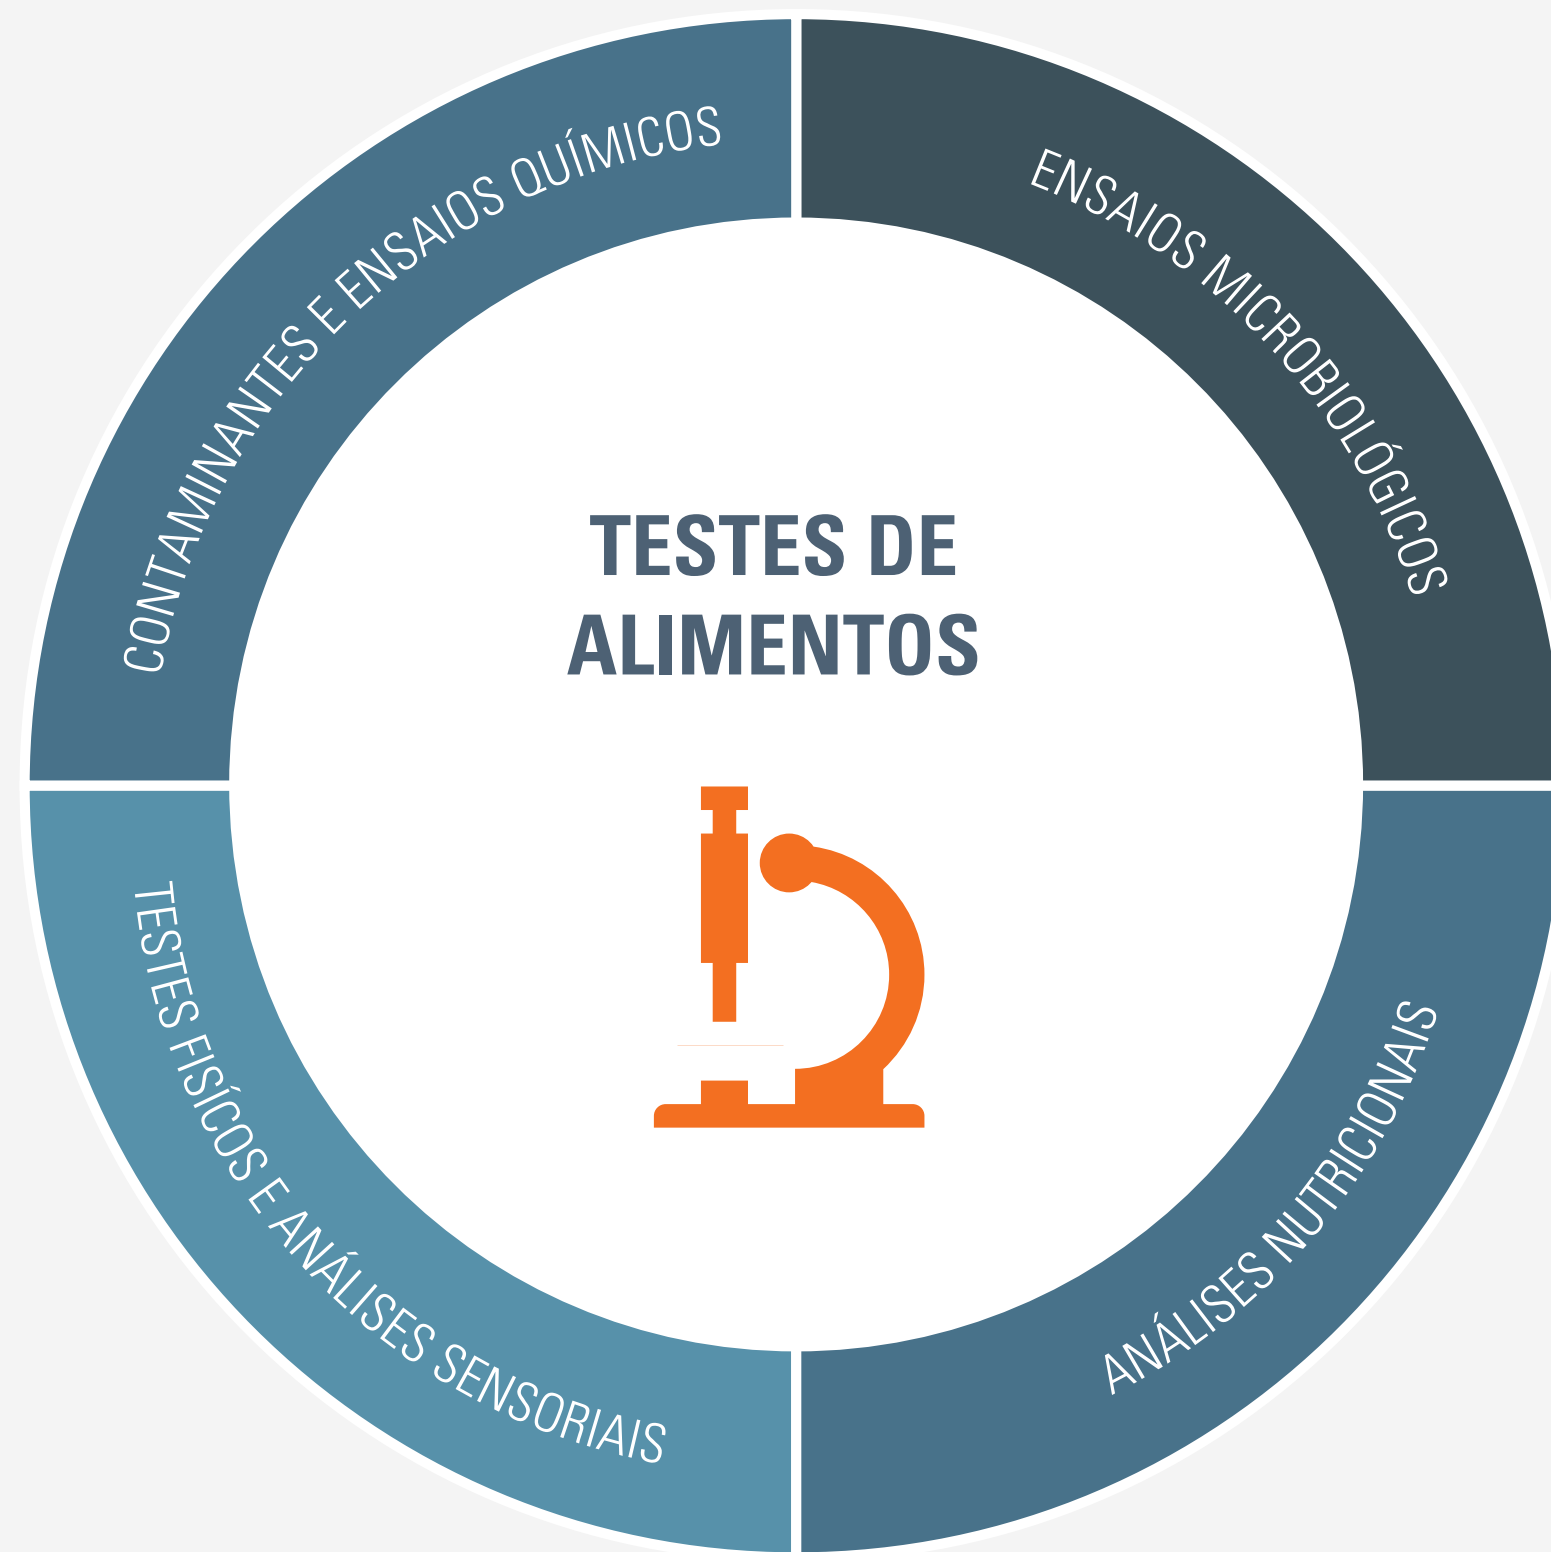 CONTAMINANTES E ENSAIOS QUÍMICOS
ENSAIOS MICROBIOLÓGICOS
TESTES DE
ALIMENTOS
TESTES FISÍCOS E ANÁLISES SENSORIAIS
ANÁLISES NUTRICIONAIS